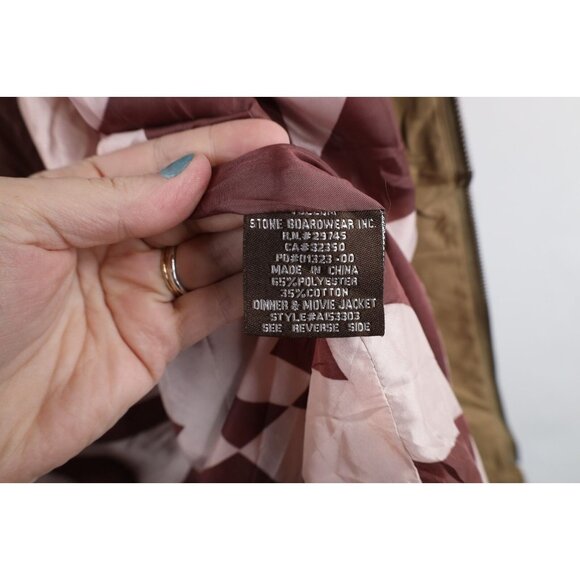 STONE BOARDWEAR INC.
R.N.# 29745
CA# 32350
PO#01323-00
MADE IN CHINA
65%POLYESTER
35%COTTON
DINNER & MOVIE JACKET
STYLE#A153303
SEE REVERSE SIDE